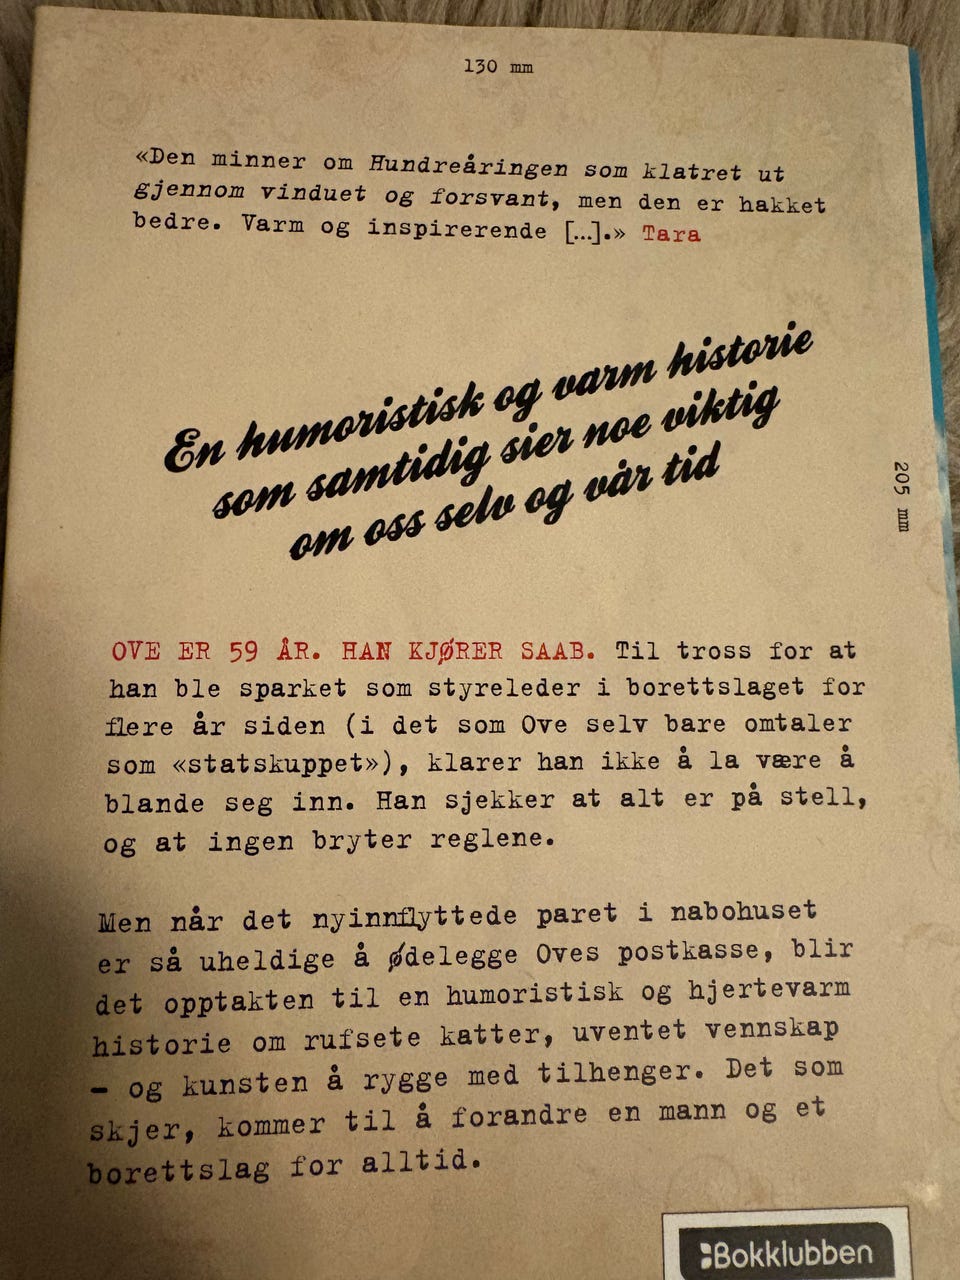 130 mm
«Den minner om Hundreåringen som klatret ut
gjennom vinduet og forsvant, men den er hakket
bedre. Varm og inspirerende […].» Tara
En humoristisk og varm historie
som samtidig sier noe viktig
om oss selv og vår tid
205 mm
OVE ER 59 ÅR. HAN KJØRER SAAB. Til tross for at
han ble sparket som styreleder i borettslaget for
flere år siden (i det som Ove selv bare omtaler
som «statskuppet»), klarer han ikke å la være å
blande seg inn. Han sjekker at alt er på stell,
og at ingen bryter reglene.
Men når det nyinnflyttede paret i nabohuset
er så uheldige å ødelegge Oves postkasse, blir
det opptakten til en humoristisk og hjertevarm
historie om rufsete katter, uventet vennskap
– og kunsten å rygge med tilhenger. Det som
skjer, kommer til å forandre en mann og et
borettslag for alltid.
Bokklubben